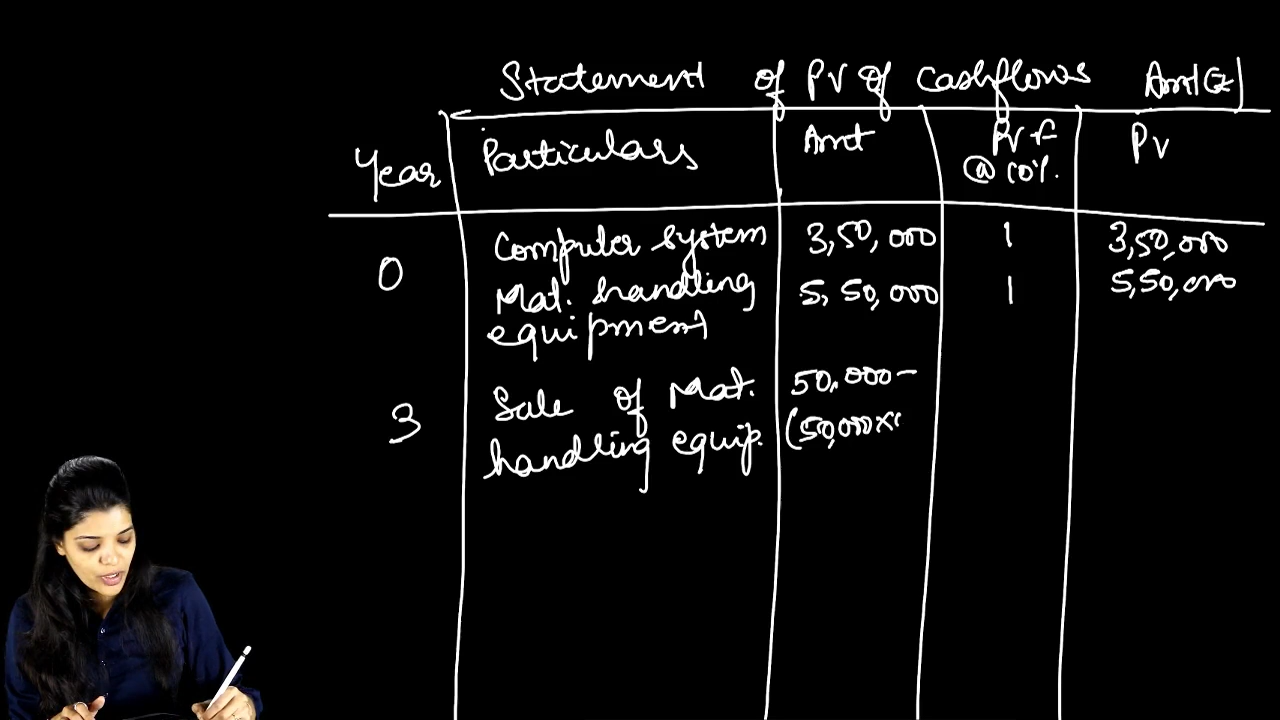 Statement of PV of cashflows Amt(₹)
Year Particulars Amt PVF @ 10% PV
0 Computer system 3,50,000 1 3,50,000
Mat. handling 5,50,000 1 5,50,000
equipment
3 Sale of Mat. 50,000 -
handling equip. (50,000×